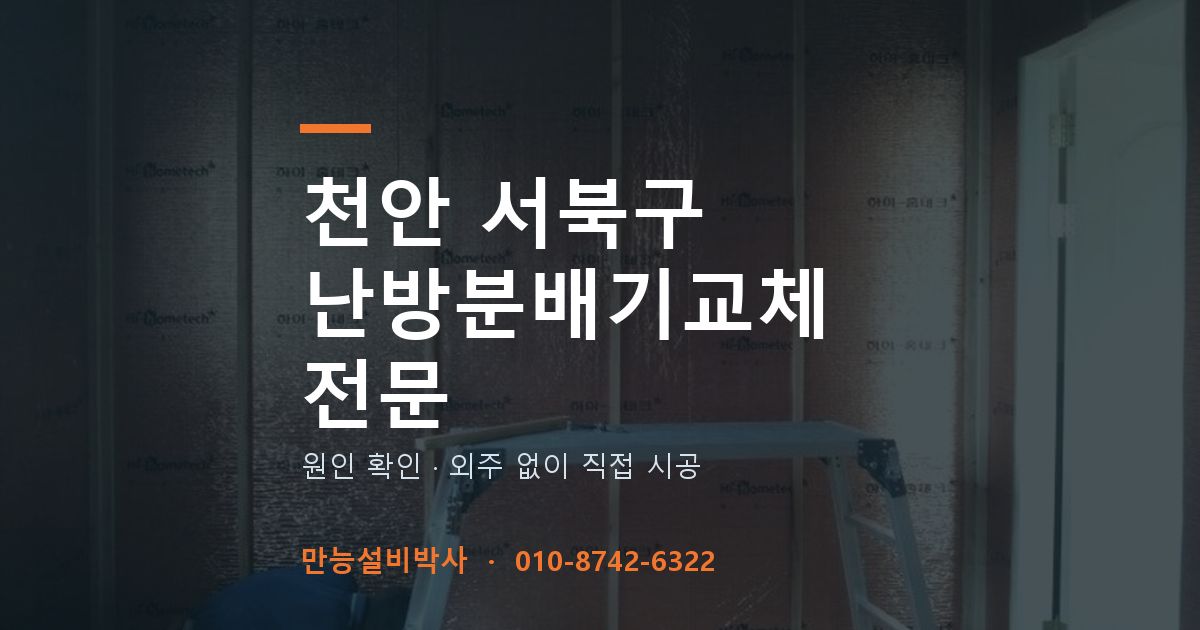 천안 서북구
난방분배기교체
전문
원인 확인 · 외주 없이 직접 시공
만능설비박사 · 010-8742-6322